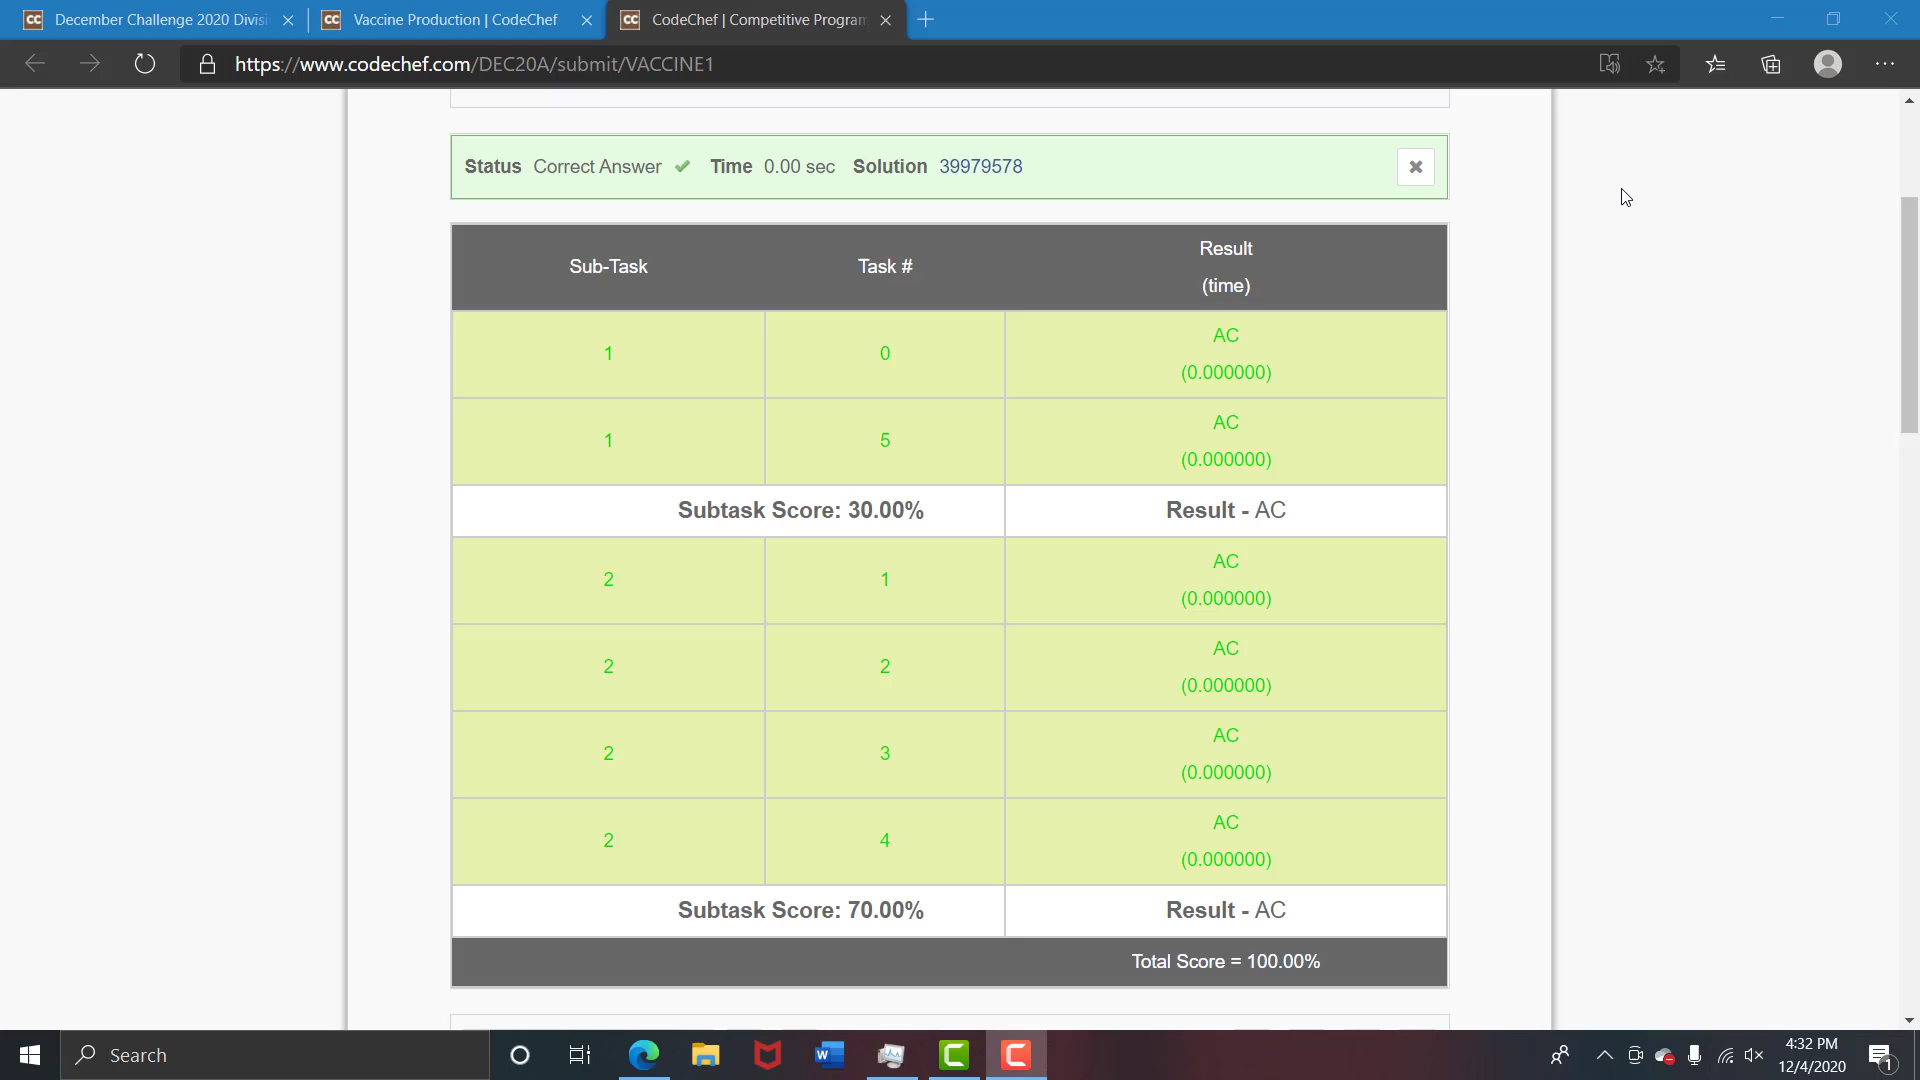 December Challenge 2020 Divisi
Vaccine Production | CodeChef
CodeChef | Competitive Program
https://www.codechef.com/DEC20A/submit/VACCINE1
Status Correct Answer Time 0.00 sec Solution 39979578
Sub-Task Task # Result
(time)
1 0 AC
(0.000000)
1 5 AC
(0.000000)
Subtask Score: 30.00% Result - AC
2 1 AC
(0.000000)
2 2 AC
(0.000000)
2 3 AC
(0.000000)
2 4 AC
(0.000000)
Subtask Score: 70.00% Result - AC
Total Score = 100.00%
Search
4:32 PM
12/4/2020
1